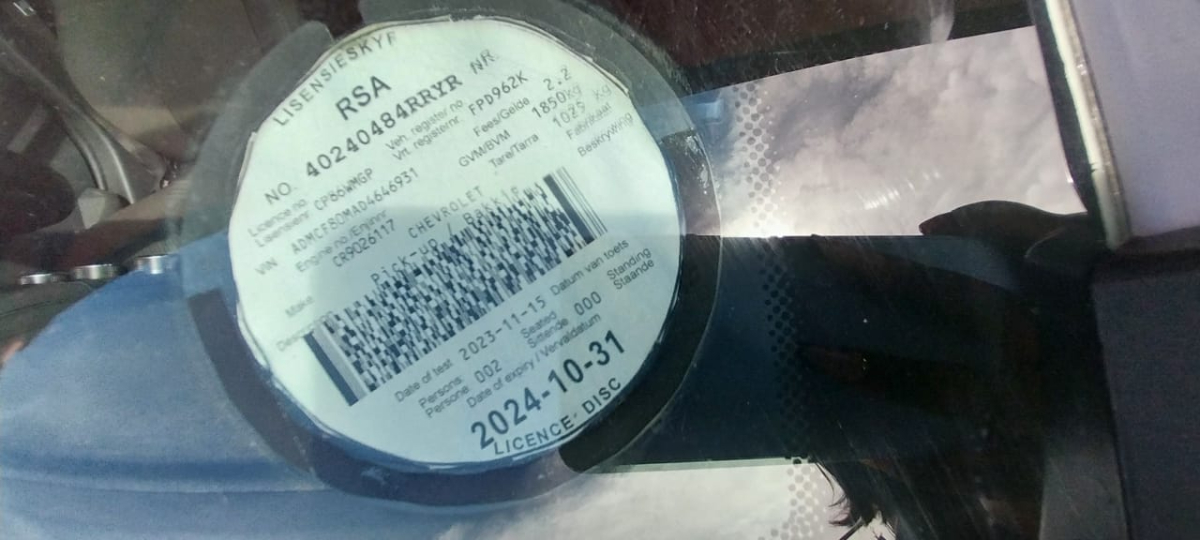 LISENSIESKYF
RSA
NO. 40240484RRYR NR.
Licence no. Lisensienr. CP66WMGP Veh. register no. Vrt. registernr. FPD962K
VIN ADMCF80MAD4646931 Fees/Gelde 2.2
Engine no./Enjinnr. CR9026117 GVM/BVM 1850Kg
Tare/Tarra 1025 Kg
Make CHEVROLET Fabrikaat
Pick-up / Bakkie Beskrywing
Date of test 2023-11-15 Datum van toets
Persons Persone 002 Seated Sittende 000 Standing Staande
Date of expiry / Vervaldatum
2024-10-31
LICENCE DISC